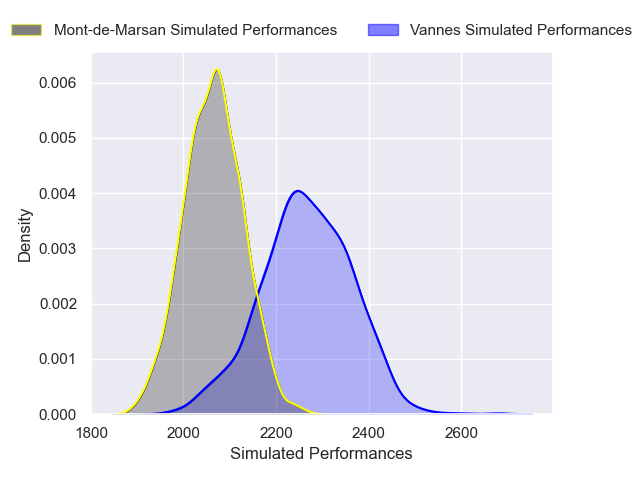 Mont-de-Marsan Simulated Performances Vannes Simulated Performances
0.006
0.005
0.004
0.003
0.002
0.001
0.000
Density
1800 2000 2200 2400 2600
Simulated Performances